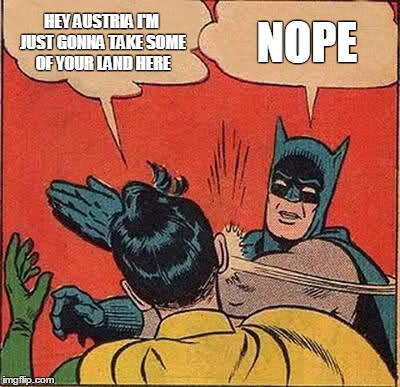 HEY AUSTRIA I'M
JUST GONNA TAKE SOME
OF YOUR LAND HERE
NOPE
imgflip.com